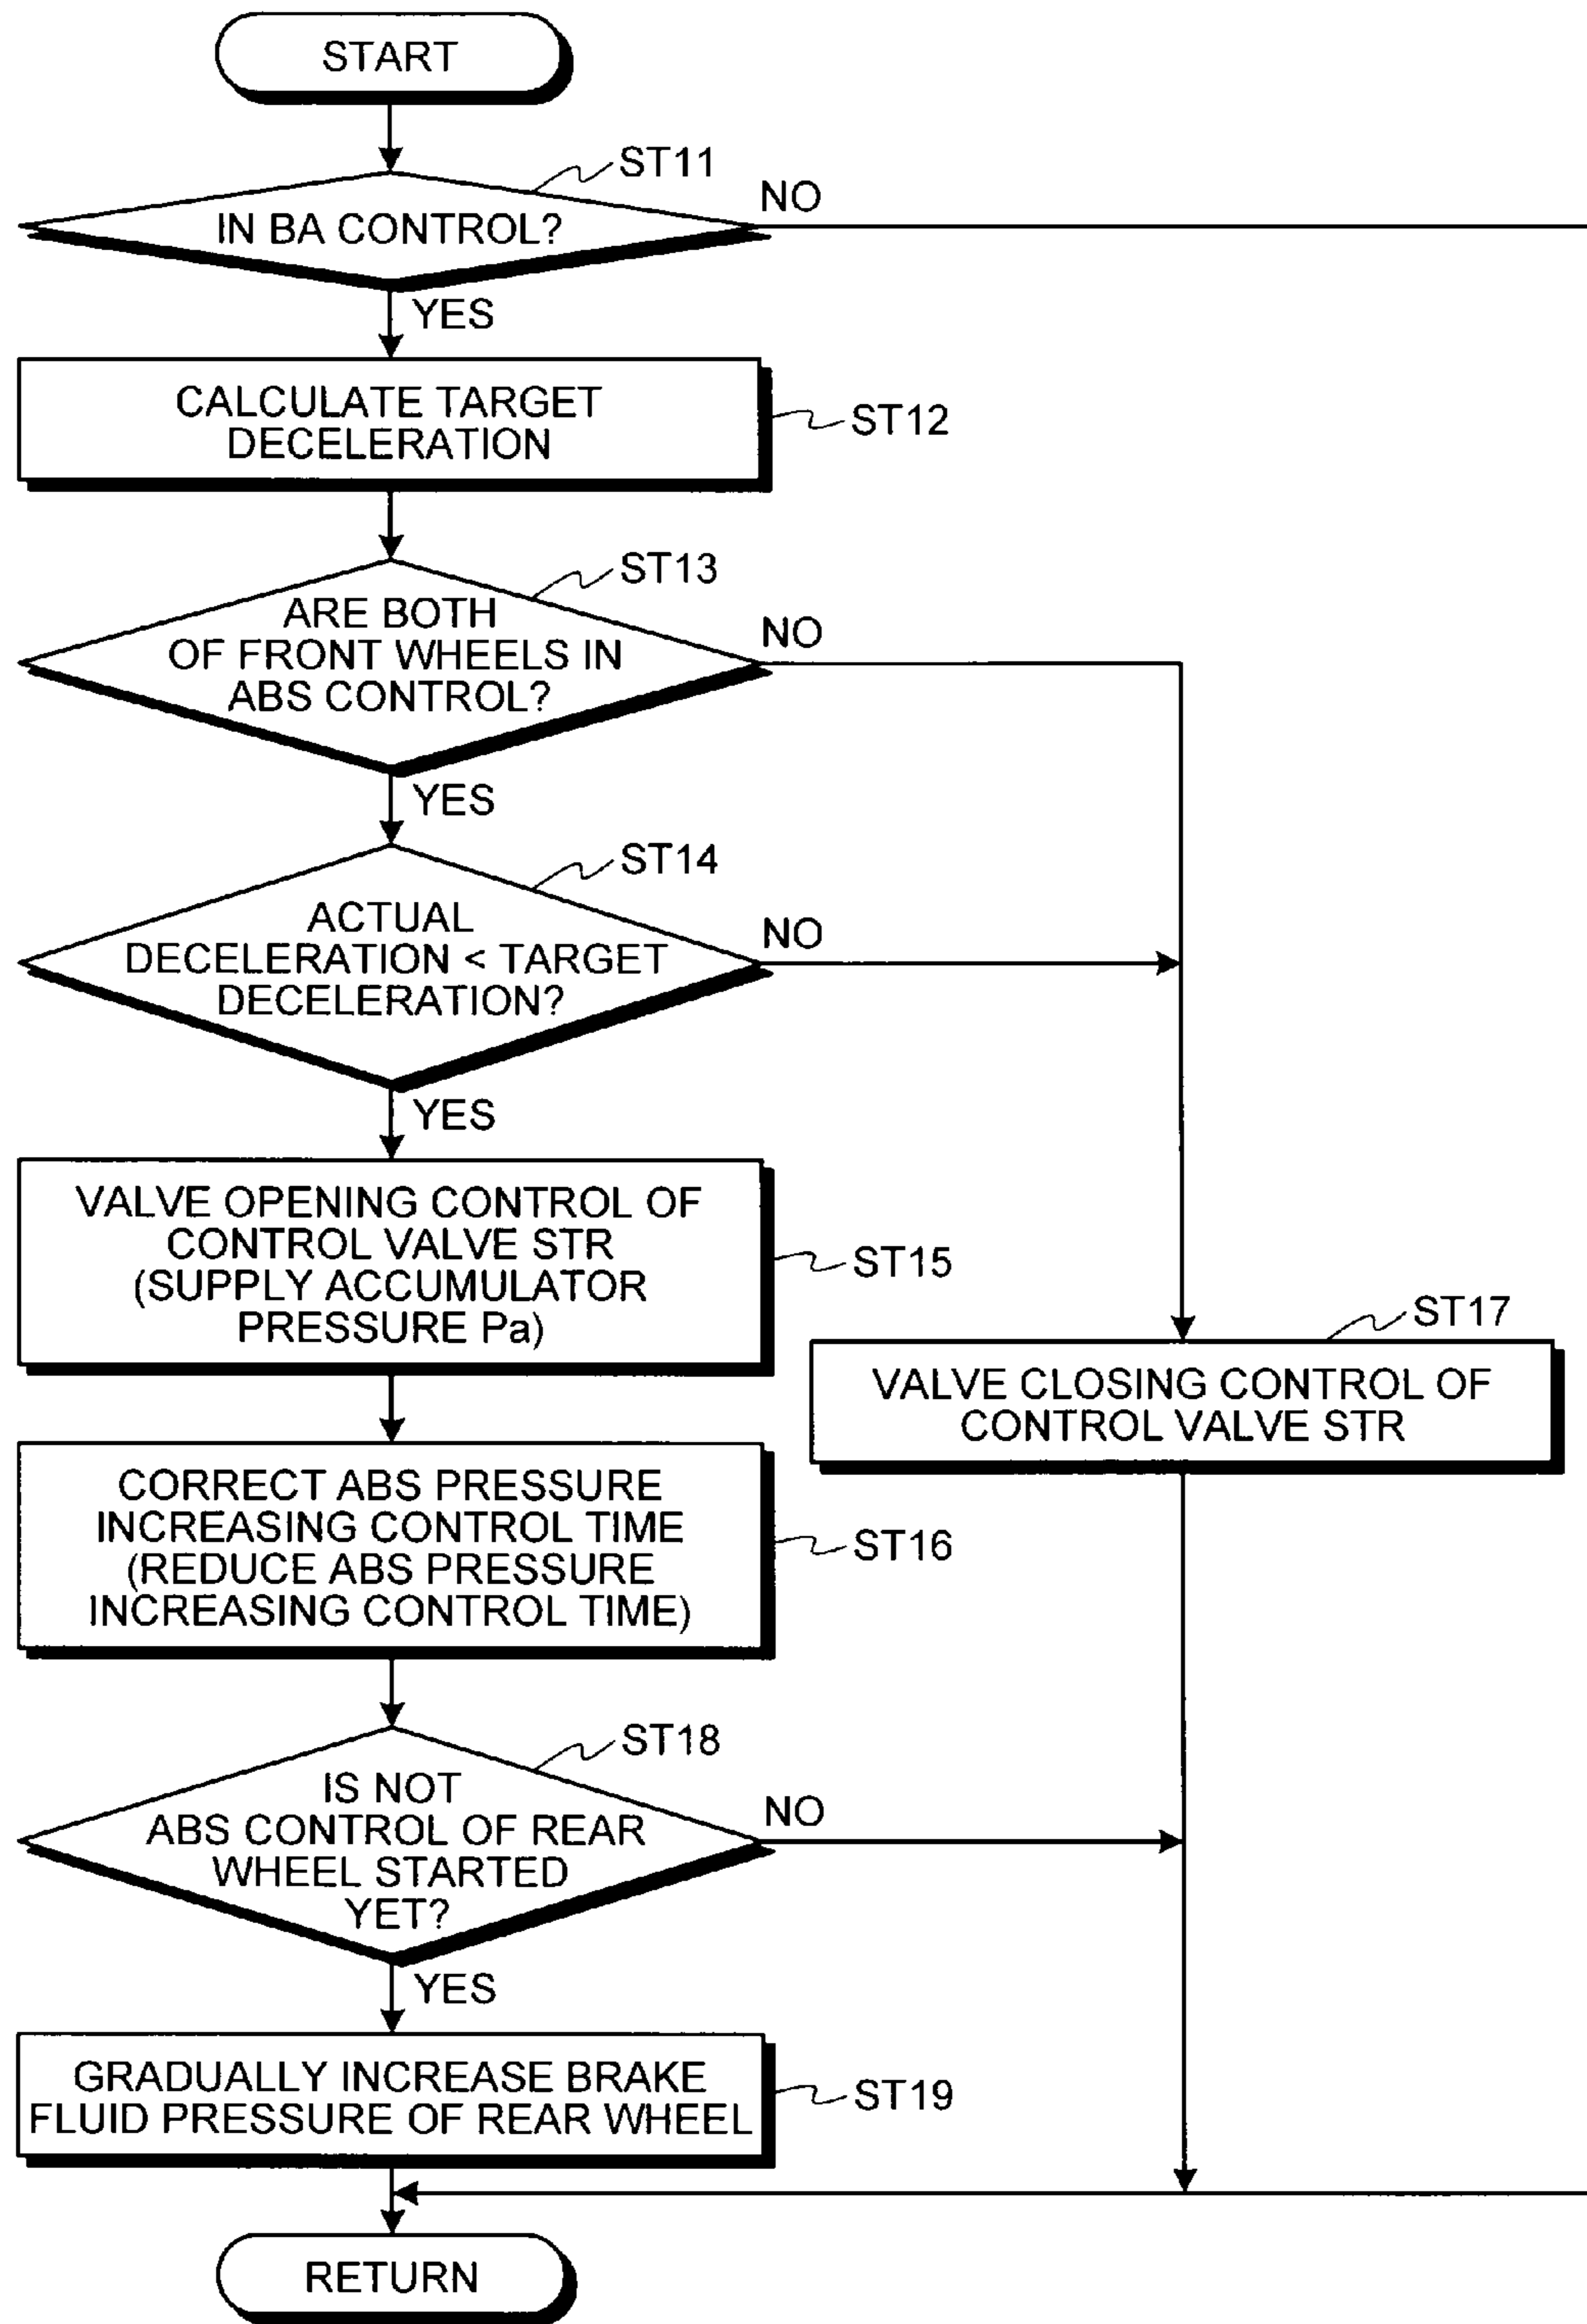 START
ST11
IN BA CONTROL?
NO
YES
CALCULATE TARGET
DECELERATION
ST12
ST13
ARE BOTH
OF FRONT WHEELS IN
ABS CONTROL?
NO
YES
ST14
ACTUAL
DECELERATION < TARGET
DECELERATION?
NO
YES
VALVE OPENING CONTROL OF
CONTROL VALVE STR
(SUPPLY ACCUMULATOR
PRESSURE Pa)
ST15
ST17
VALVE CLOSING CONTROL OF
CONTROL VALVE STR
CORRECT ABS PRESSURE
INCREASING CONTROL TIME
(REDUCE ABS PRESSURE
INCREASING CONTROL TIME)
ST16
ST18
IS NOT
ABS CONTROL OF REAR
WHEEL STARTED
YET?
NO
YES
GRADUALLY INCREASE BRAKE
FLUID PRESSURE OF REAR WHEEL
ST19
RETURN